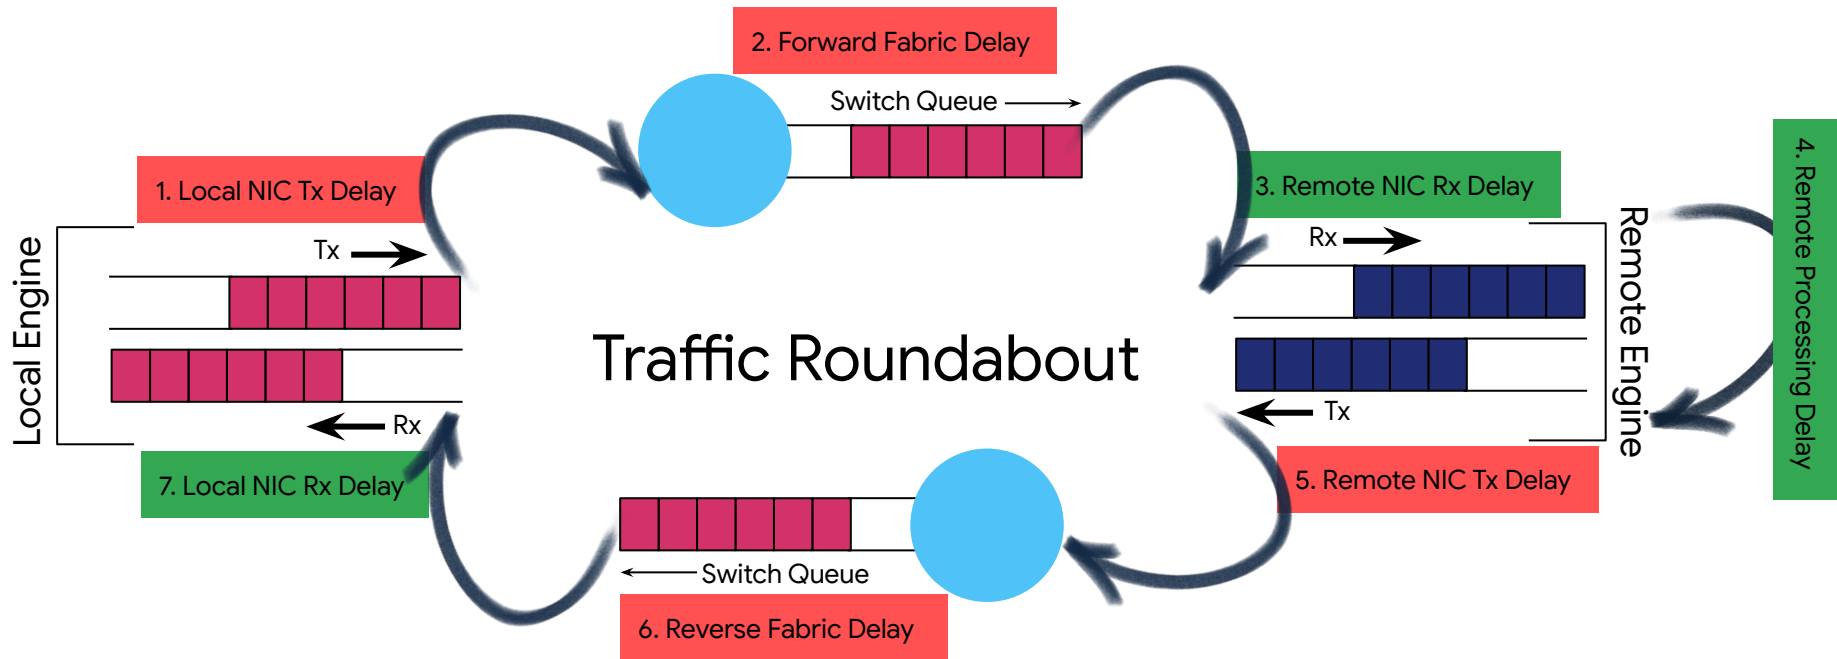 2. Forward Fabric Delay
Switch Queue
1. Local NIC Tx Delay
3. Remote NIC Rx Delay
4. Remote Processing Delay
Tx
Rx
Local Engine
Remote Engine
Traffic Roundabout
Rx
Tx
7. Local NIC Rx Delay
5. Remote NIC Tx Delay
Switch Queue
6. Reverse Fabric Delay